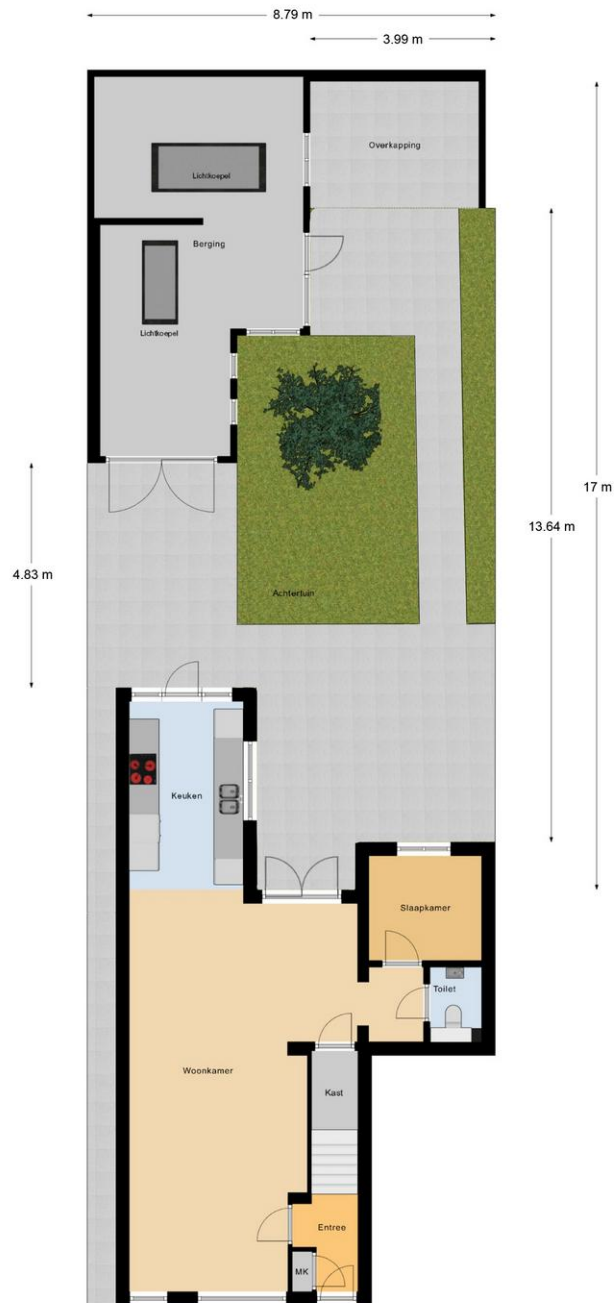 8.79 m
3.99 m
Overkapping
Lichtkoepel
Berging
Lichtkoepel
17 m
13.64 m
4.83 m
Achtertuin
Keuken
Slaapkamer
Toilet
Woonkamer
Kast
Entree
MK